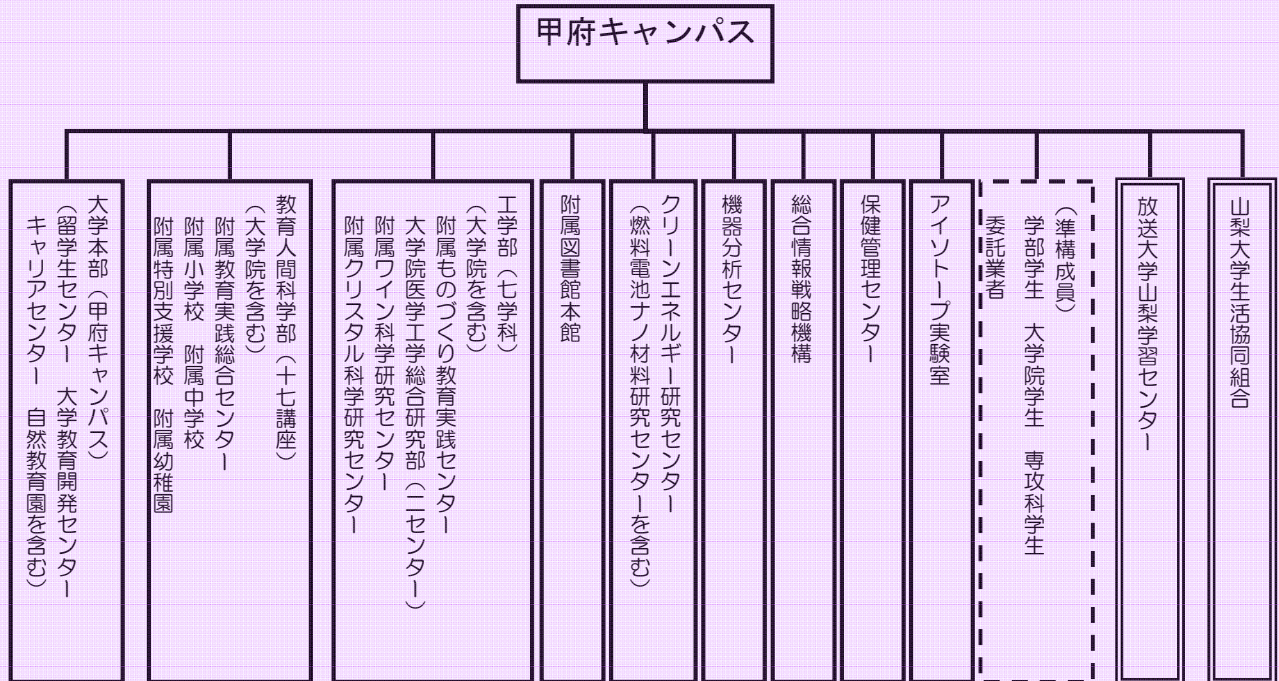 甲府キャンパス
大学本部（甲府キャンパス）
（留学生センター　大学教育開発センター
キャリアセンター　自然教育園を含む）
教育人間科学部（十七講座）
（大学院を含む）
附属教育実践総合センター
附属小学校　附属中学校
附属特別支援学校　附属幼稚園
工学部（七学科）
（大学院を含む）
附属ものづくり教育実践センター
大学院医学工学総合研究部（二センター）
附属ワイン科学研究センター
附属クリスタル科学研究センター
附属図書館本館
クリーンエネルギー研究センター
（燃料電池ナノ材料研究センターを含む）
機器分析センター
総合情報戦略機構
保健管理センター
アイソトープ実験室
（準構成員）
学部学生　大学院学生　専攻科学生
委託業者
放送大学山梨学習センター
山梨大学生活協同組合